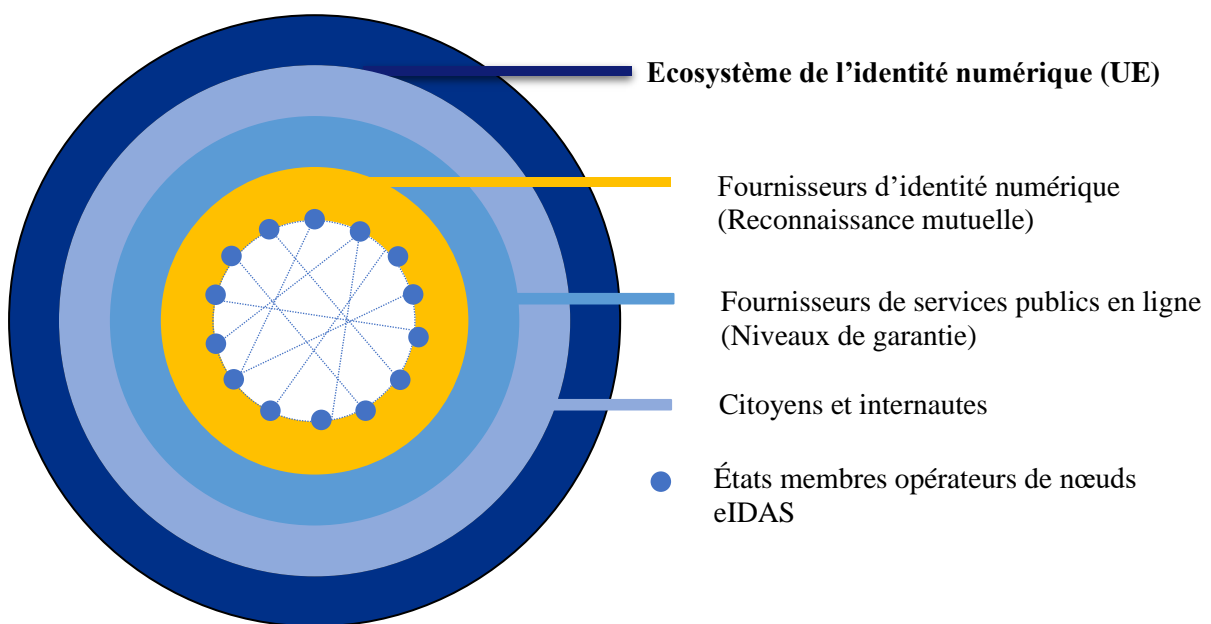 Ecosystème de l’identité numérique (UE)
Fournisseurs d’identité numérique
(Reconnaissance mutuelle)
Fournisseurs de services publics en ligne
(Niveaux de garantie)
Citoyens et internautes
États membres opérateurs de nœuds
eIDAS